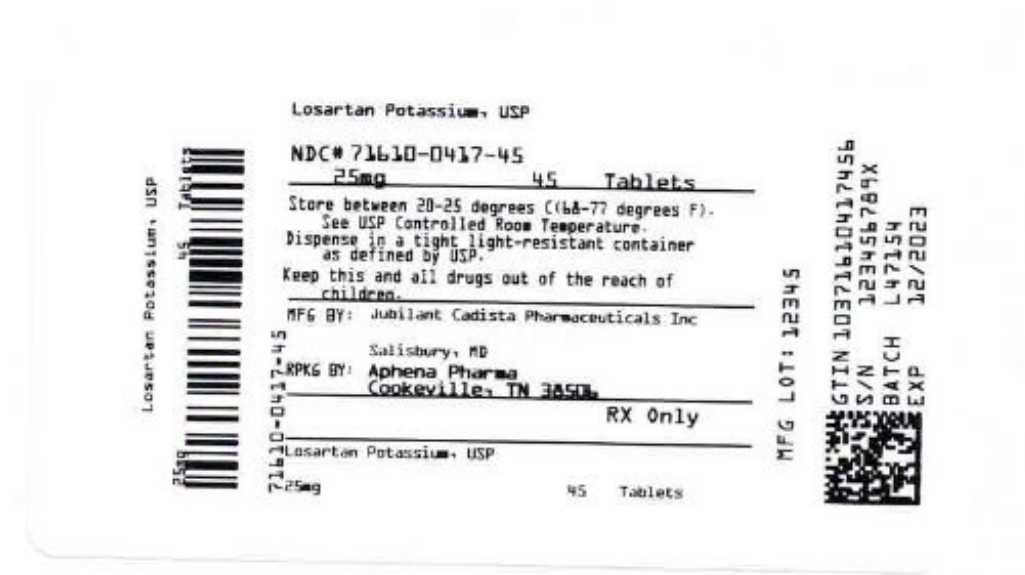 Losartan Potassium, USP
NDC# 71610-0417-45
25mg 45 Tablets
Store between 20-25 degrees C(68-77 degrees F).
See USP Controlled Room Temperature.
Dispense in a tight light-resistant container
as defined by USP.
Keep this and all drugs out of the reach of
children.
MFG BY: Jubilant Cadista Pharmaceuticals Inc
Salisbury, MD
RPKG BY: Aphena Pharma
Cookeville, TN 38506
RX Only
Losartan Potassium, USP
25mg 45 Tablets
Losartan Potassium, USP
25mg 45 Tablets
71610-0417-45
MFG LOT: 12345
GTIN 10371610417456
S/N 123456789X
BATCH L47154
EXP 12/2023